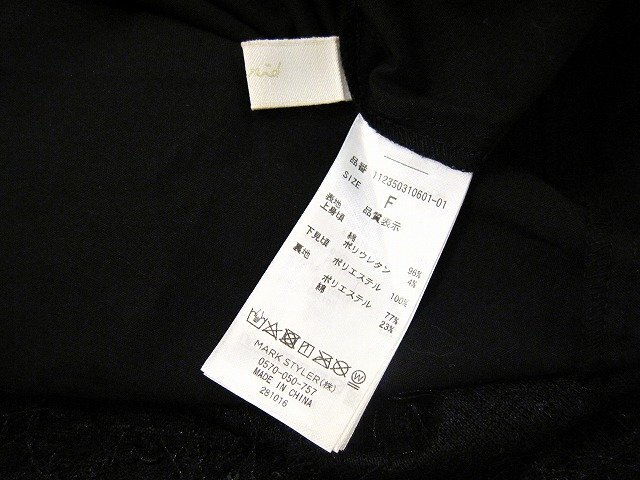 品番 112350310601-01
SIZE
F
品質表示
表地
上身頃 綿 96%
ポリウレタン 4%
下見頃 ポリエステル 100%
裏地 ポリエステル 77%
綿 23%
MARK STYLER(株)
0570-050-757
MADE IN CHINA
281016